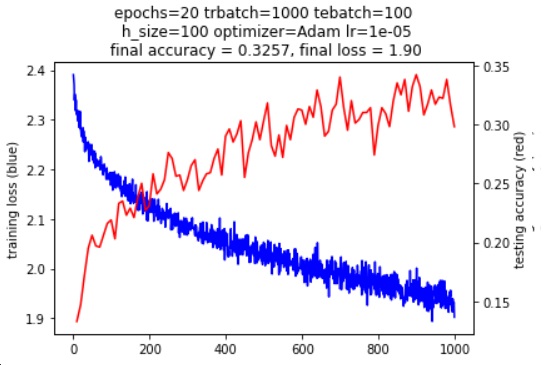 epochs=20 trbatch=1000 tebatch=100
h_size=100 optimizer=Adam lr=1e-05
final accuracy = 0.3257, final loss = 1.90
2.4
2.3
2.2
2.1
2.0
1.9
training loss (blue)
0.35
0.30
0.25
0.20
0.15
testing accuracy (red)
0 200 400 600 800 1000